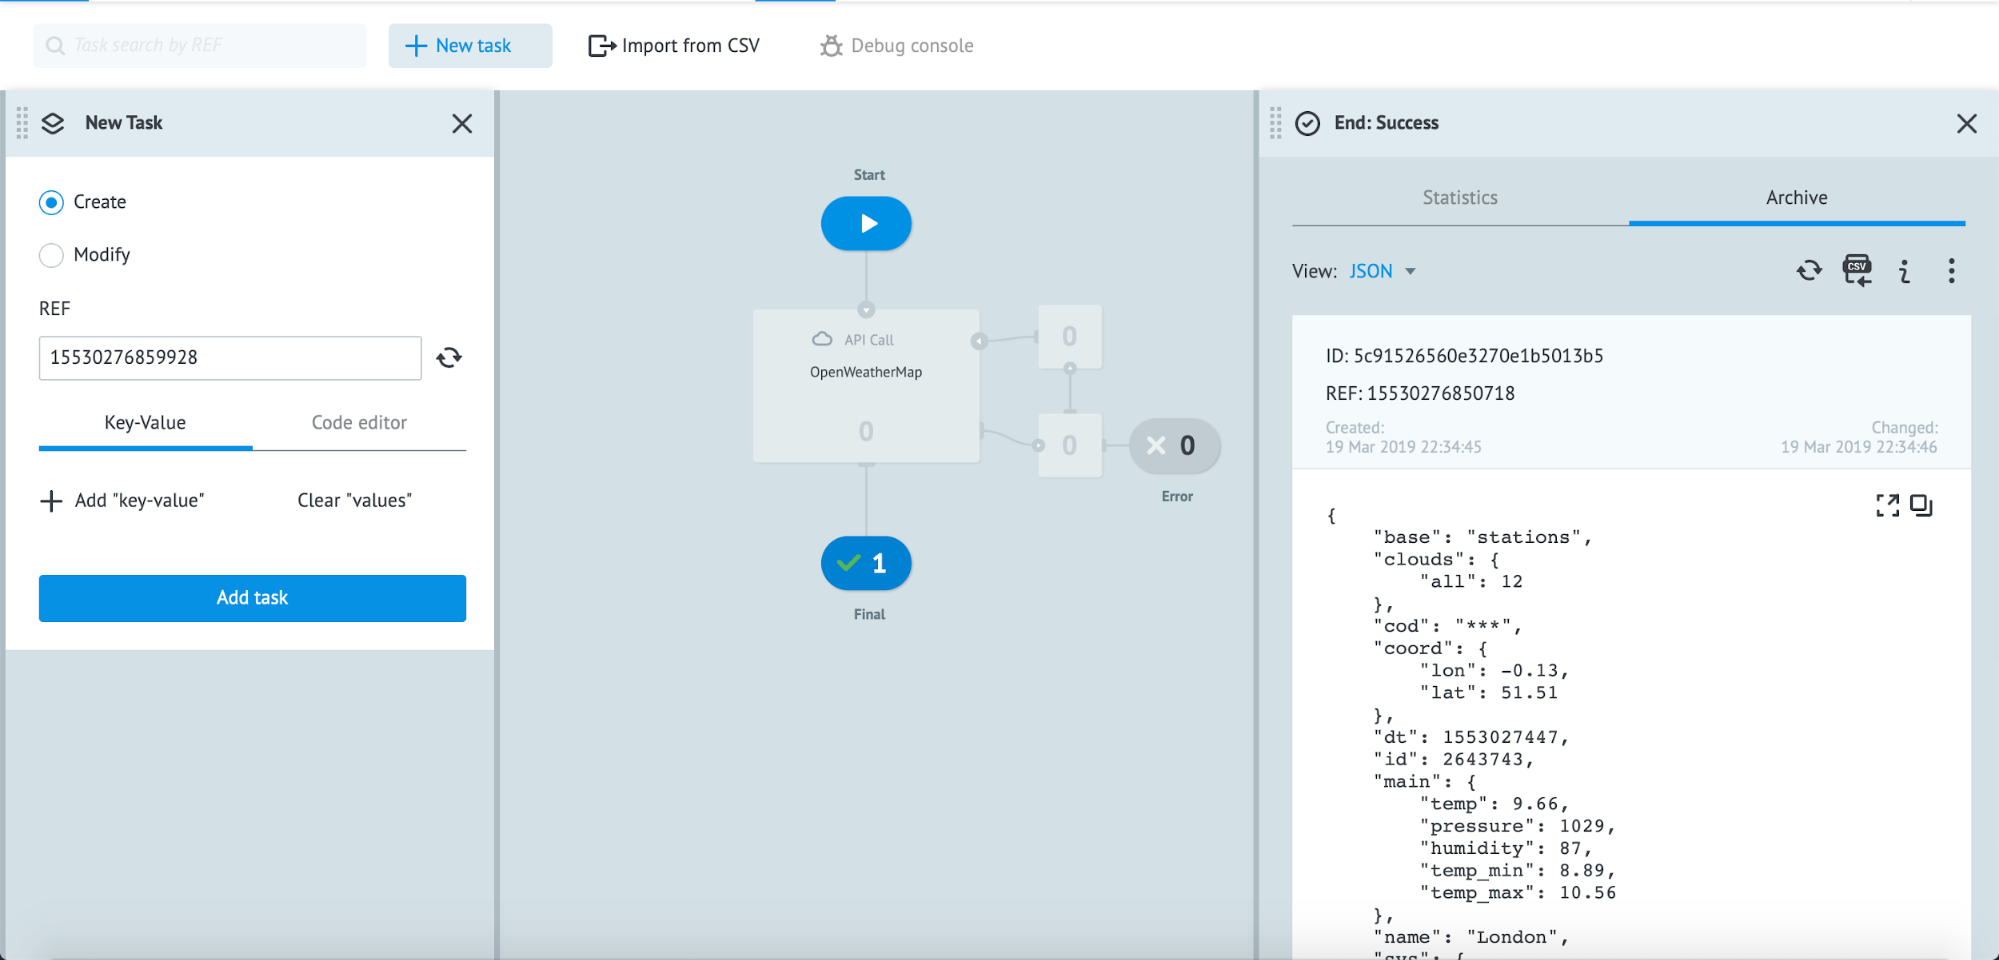 Task search by REF
New task
Import from CSV
Debug console
New Task
Create
Modify
REF
15530276859928
Key-Value
Code editor
Add "key-value"
Clear "values"
Add task
Start
API Call
OpenWeatherMap
0
0
0
0
Error
1
Final
End: Success
Statistics
Archive
View: JSON
CSV
ID: 5c91526560e3270e1b5013b5
REF: 15530276850718
Created:
19 Mar 2019 22:34:45
Changed:
19 Mar 2019 22:34:46
{
"base": "stations",
"clouds": {
"all": 12
},
"cod": "***",
"coord": {
"lon": -0.13,
"lat": 51.51
},
"dt": 1553027447,
"id": 2643743,
"main": {
"temp": 9.66,
"pressure": 1029,
"humidity": 87,
"temp_min": 8.89,
"temp_max": 10.56
},
"name": "London",
"sys": {